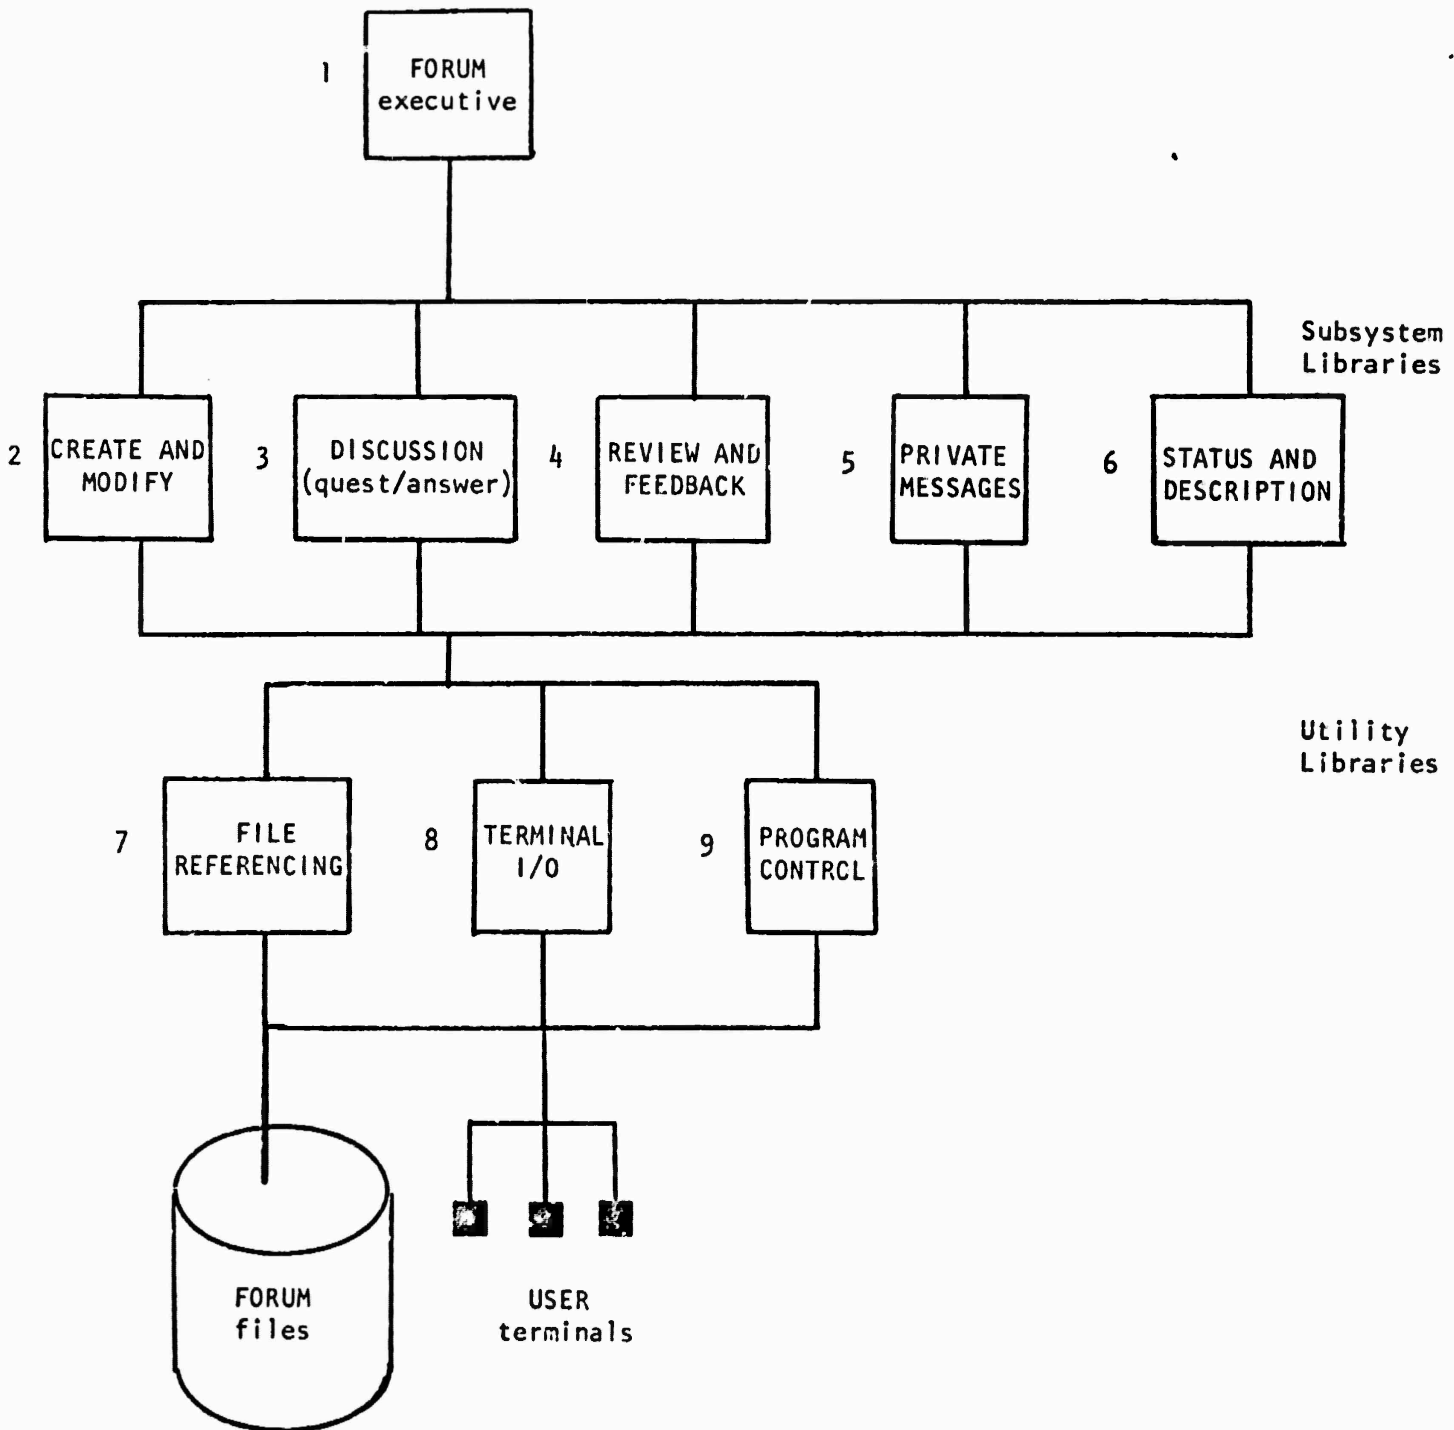 1
FORUM
executive
Subsystem
Libraries
2
CREATE AND
MODIFY
3
DISCUSSION
(quest/answer)
4
REVIEW AND
FEEDBACK
5
PRIVATE
MESSAGES
6
STATUS AND
DESCRIPTION
Utility
Libraries
7
FILE
REFERENCING
8
TERMINAL
I/O
9
PROGRAM
CONTRCL
FORUM
files
USER
terminals